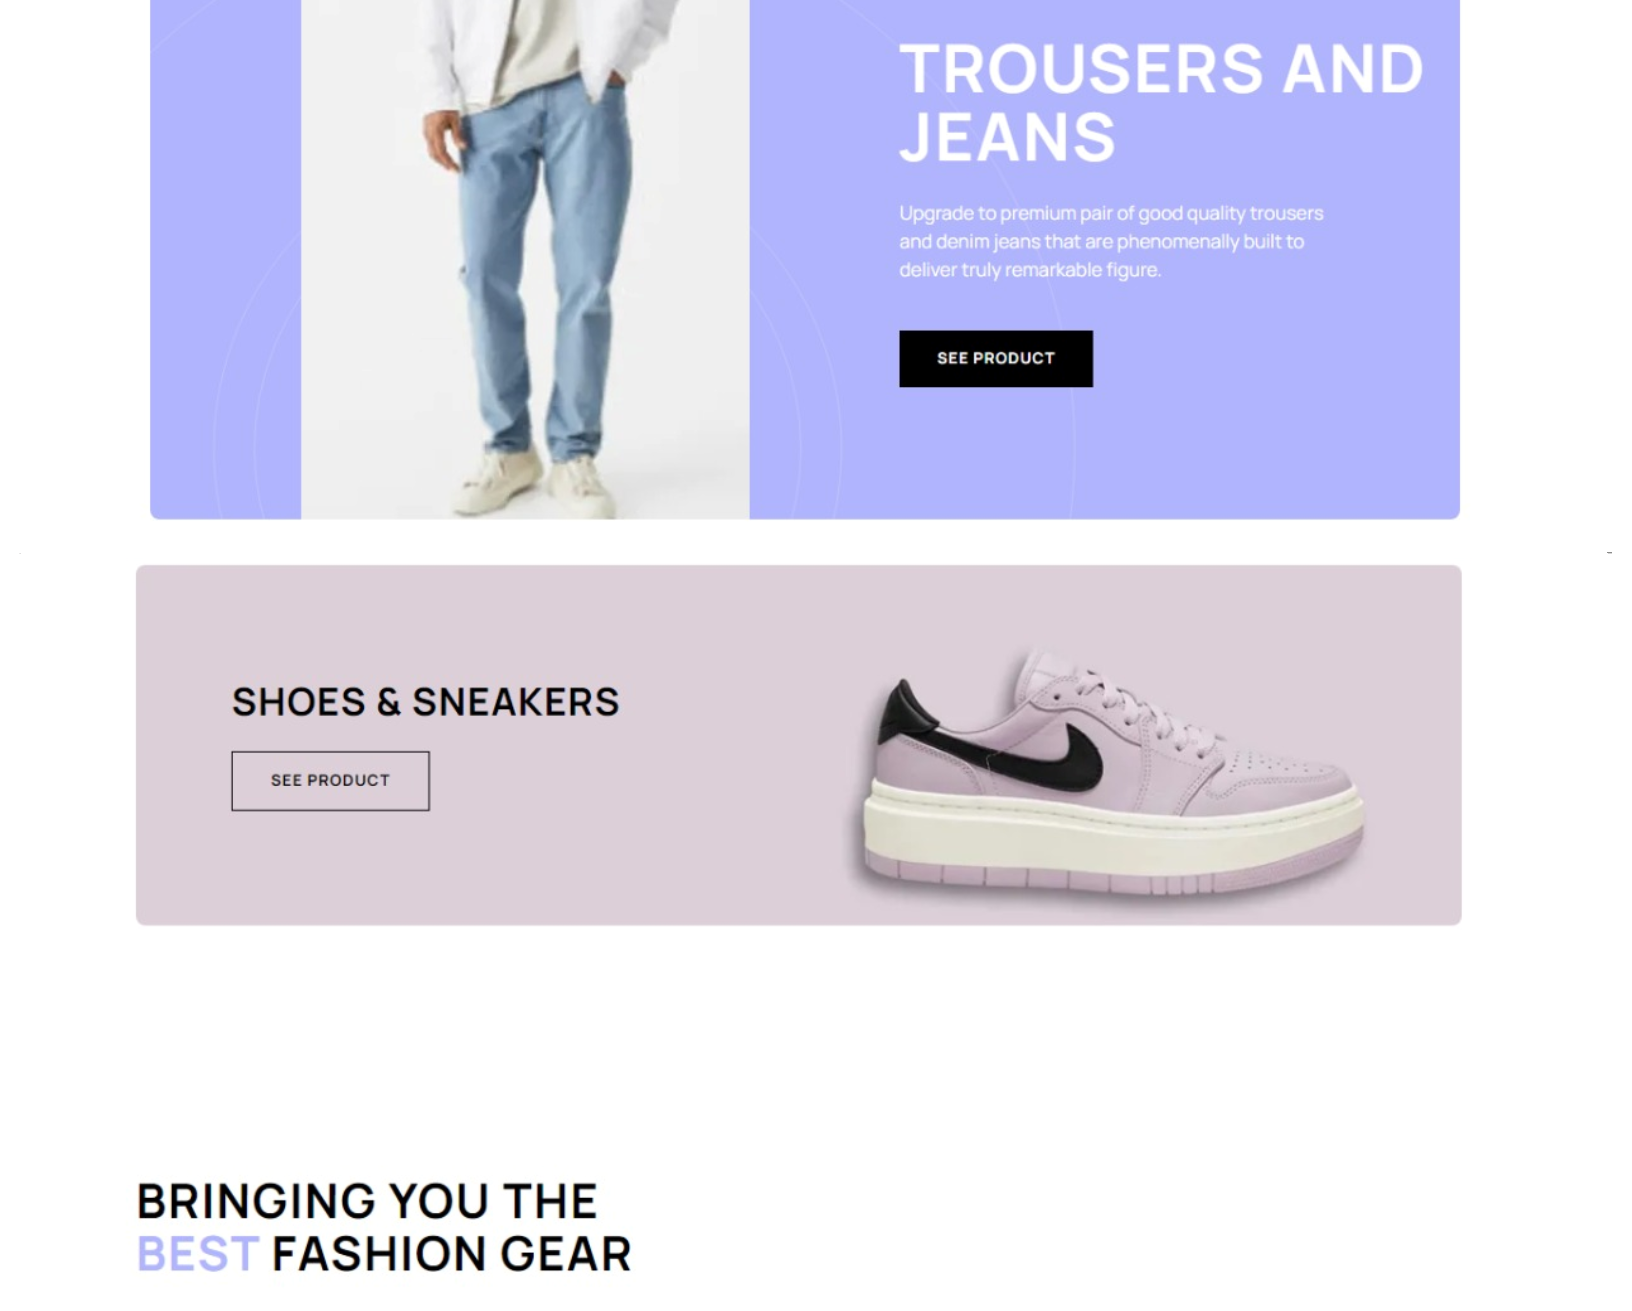 TROUSERS AND
JEANS
Upgrade to premium pair of good quality trousers
and denim jeans that are phenomenally built to
deliver truly remarkable figure.
SEE PRODUCT
SHOES & SNEAKERS
SEE PRODUCT
BRINGING YOU THE
BEST FASHION GEAR